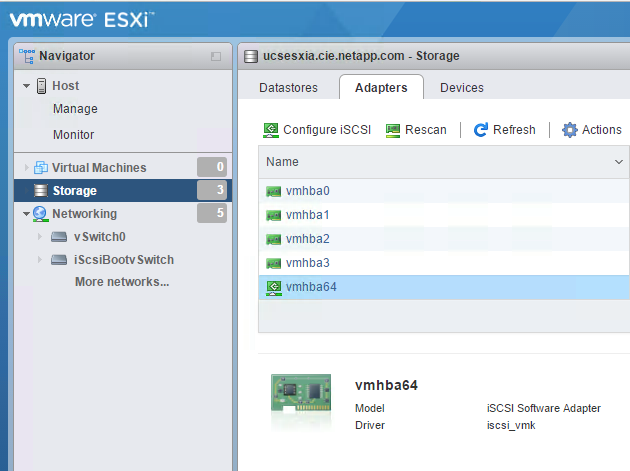 vmware ESXi™
Navigator
Host
Manage
Monitor
Virtual Machines 0
Storage 3
Networking 5
vSwitch0
iScsiBootvSwitch
More networks...
ucsesxia.cie.netapp.com - Storage
Datastores Adapters Devices
Configure iSCSI Rescan Refresh Actions
Name
vmhba0
vmhba1
vmhba2
vmhba3
vmhba64
vmhba64
Model iSCSI Software Adapter
Driver iscsi_vmk